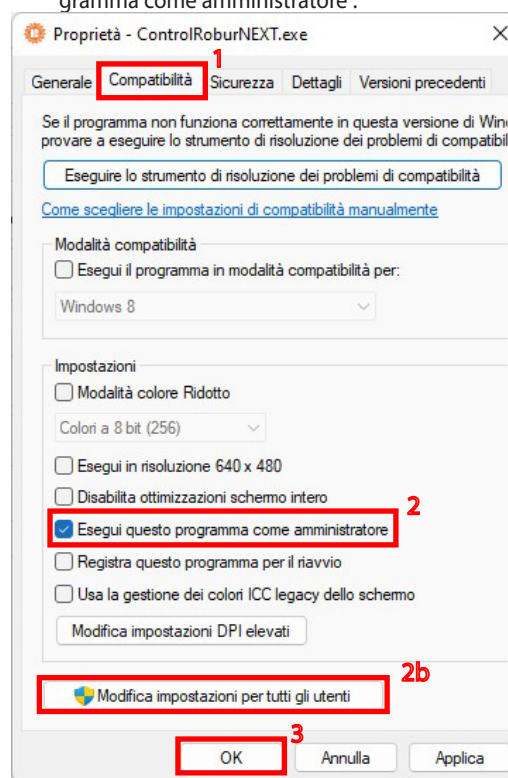 gramma come amministratore".
Proprietà - ControlRoburNEXT.exe
1
Generale Compatibilità Sicurezza Dettagli Versioni precedenti
Se il programma non funziona correttamente in questa versione di Win
provare a eseguire lo strumento di risoluzione dei problemi di compatibil
Eseguire lo strumento di risoluzione dei problemi di compatibilità
Come scegliere le impostazioni di compatibilità manualmente
Modalità compatibilità
Esegui il programma in modalità compatibilità per:
Windows 8
Impostazioni
Modalità colore Ridotto
Colori a 8 bit (256)
Esegui in risoluzione 640 x 480
Disabilita ottimizzazioni schermo intero
2
Esegui questo programma come amministratore
Registra questo programma per il riavvio
Usa la gestione dei colori ICC legacy dello schermo
Modifica impostazioni DPI elevati
2b
Modifica impostazioni per tutti gli utenti
3
OK Annulla Applica